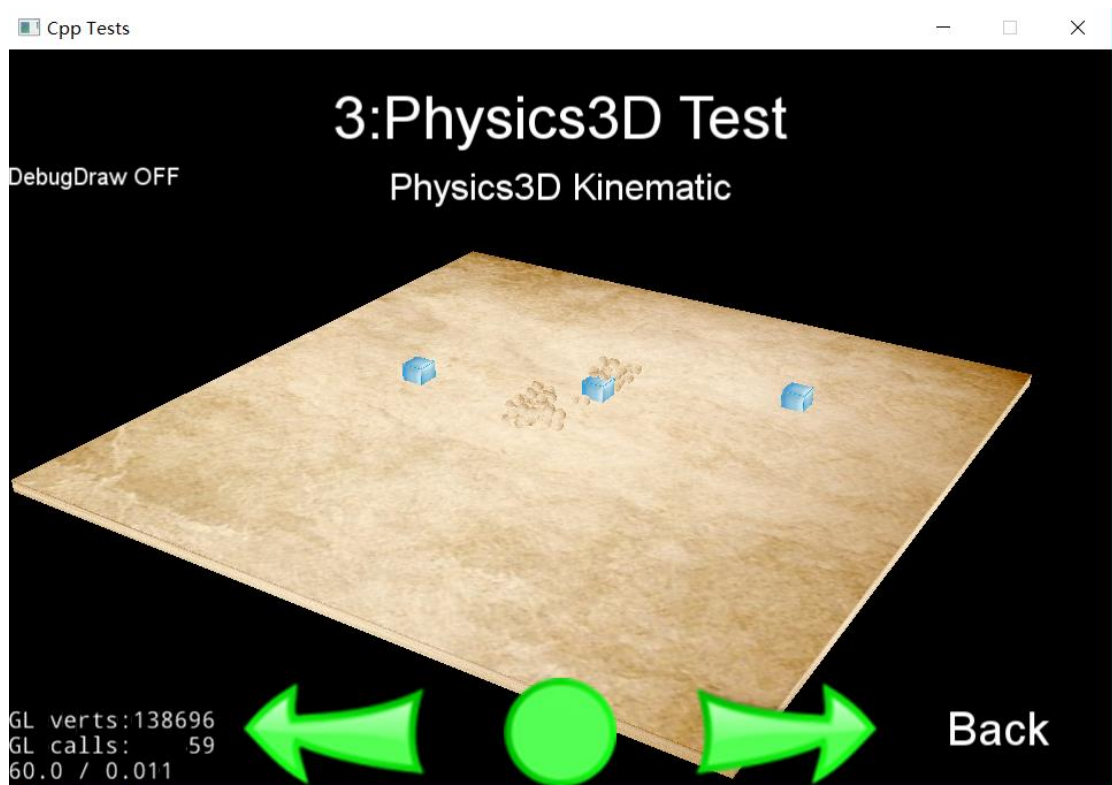 Cpp Tests
3:Physics3D Test
DebugDraw OFF
Physics3D Kinematic
GL verts:138696
GL calls: 59
60.0 / 0.011
Back